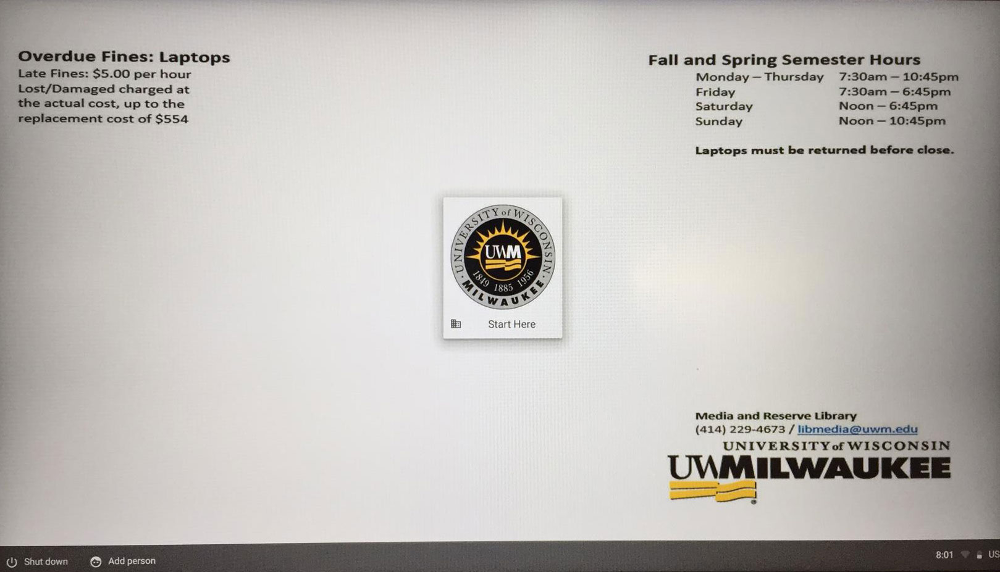 Overdue Fines: Laptops
Late Fines: $5.00 per hour
Lost/Damaged charged at
the actual cost, up to the
replacement cost of $554
Fall and Spring Semester Hours
Monday – Thursday 7:30am – 10:45pm
Friday 7:30am – 6:45pm
Saturday Noon – 6:45pm
Sunday Noon – 10:45pm
Laptops must be returned before close.
UNIVERSITY of WISCONSIN
UWM
1849 1885 1956
MILWAUKEE
Start Here
Media and Reserve Library
(414) 229-4673 / libmedia@uwm.edu
UNIVERSITY of WISCONSIN
UWMILWAUKEE
Shut down Add person 8:01 US